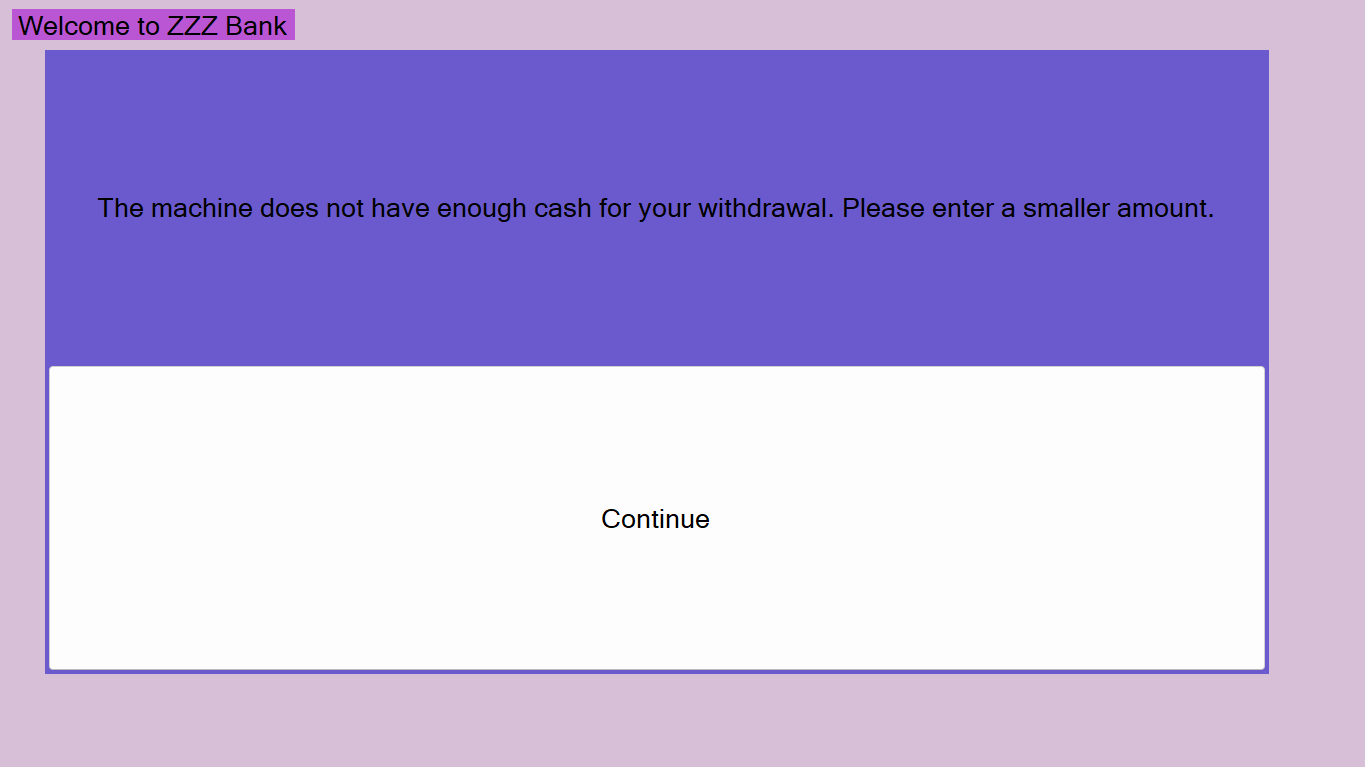 Welcome to ZZZ Bank
The machine does not have enough cash for your withdrawal. Please enter a smaller amount.
Continue